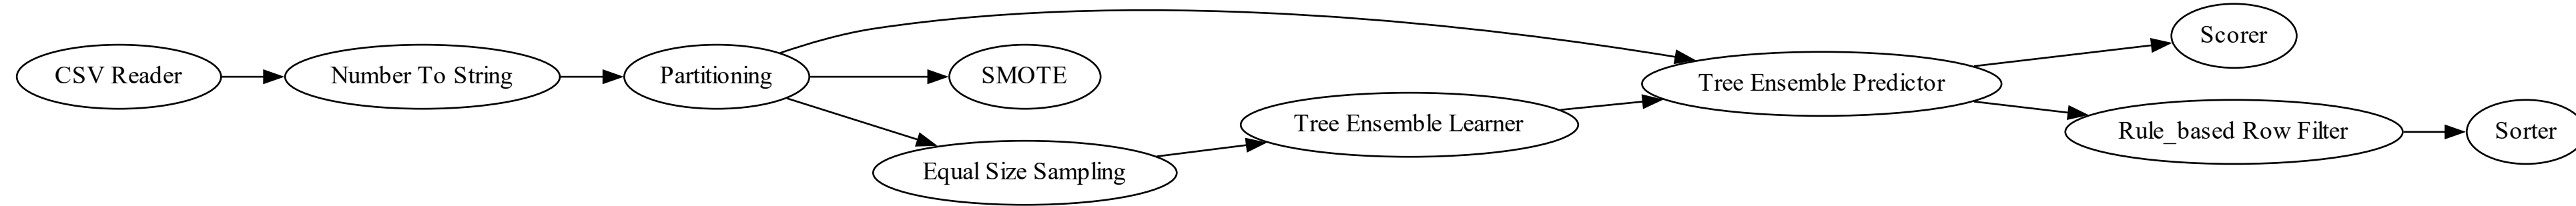 CSV Reader
Number To String
Partitioning
SMOTE
Equal Size Sampling
Tree Ensemble Learner
Tree Ensemble Predictor
Scorer
Rule_based Row Filter
Sorter